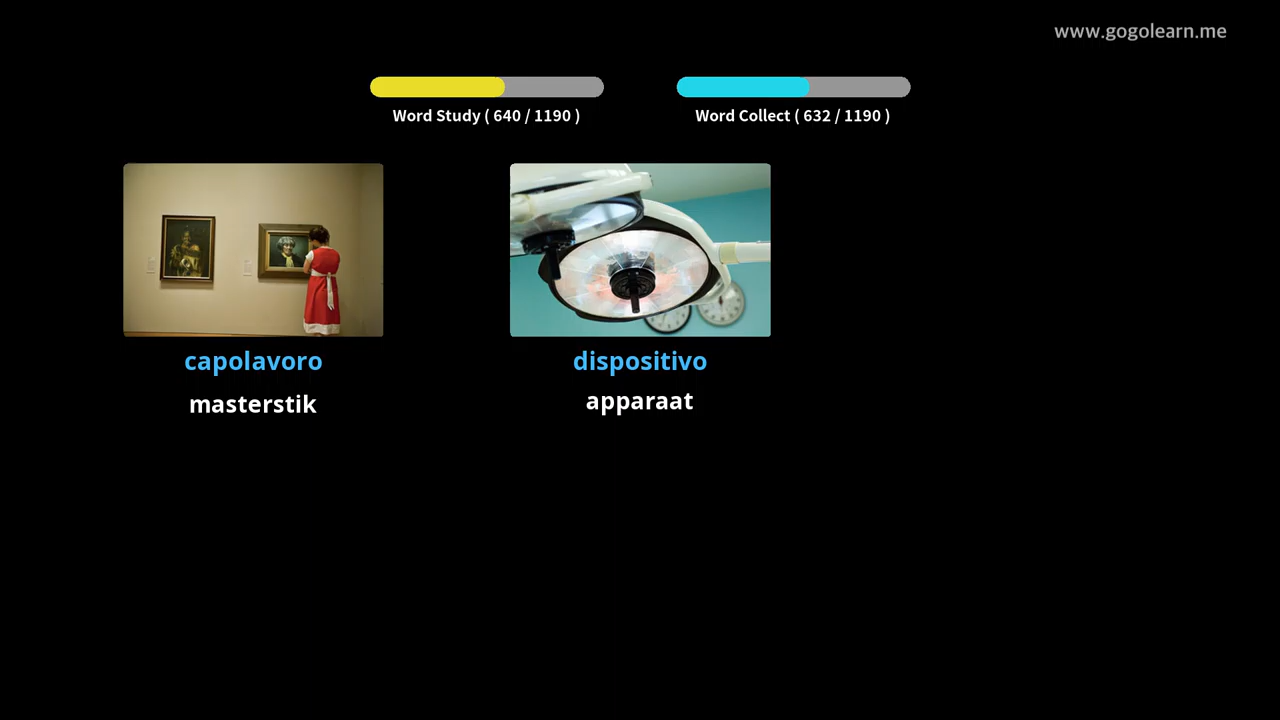 www.gogolearn.me
Word Study ( 640 / 1190 )
Word Collect ( 632 / 1190 )
capolavoro
masterstik
dispositivo
apparaat